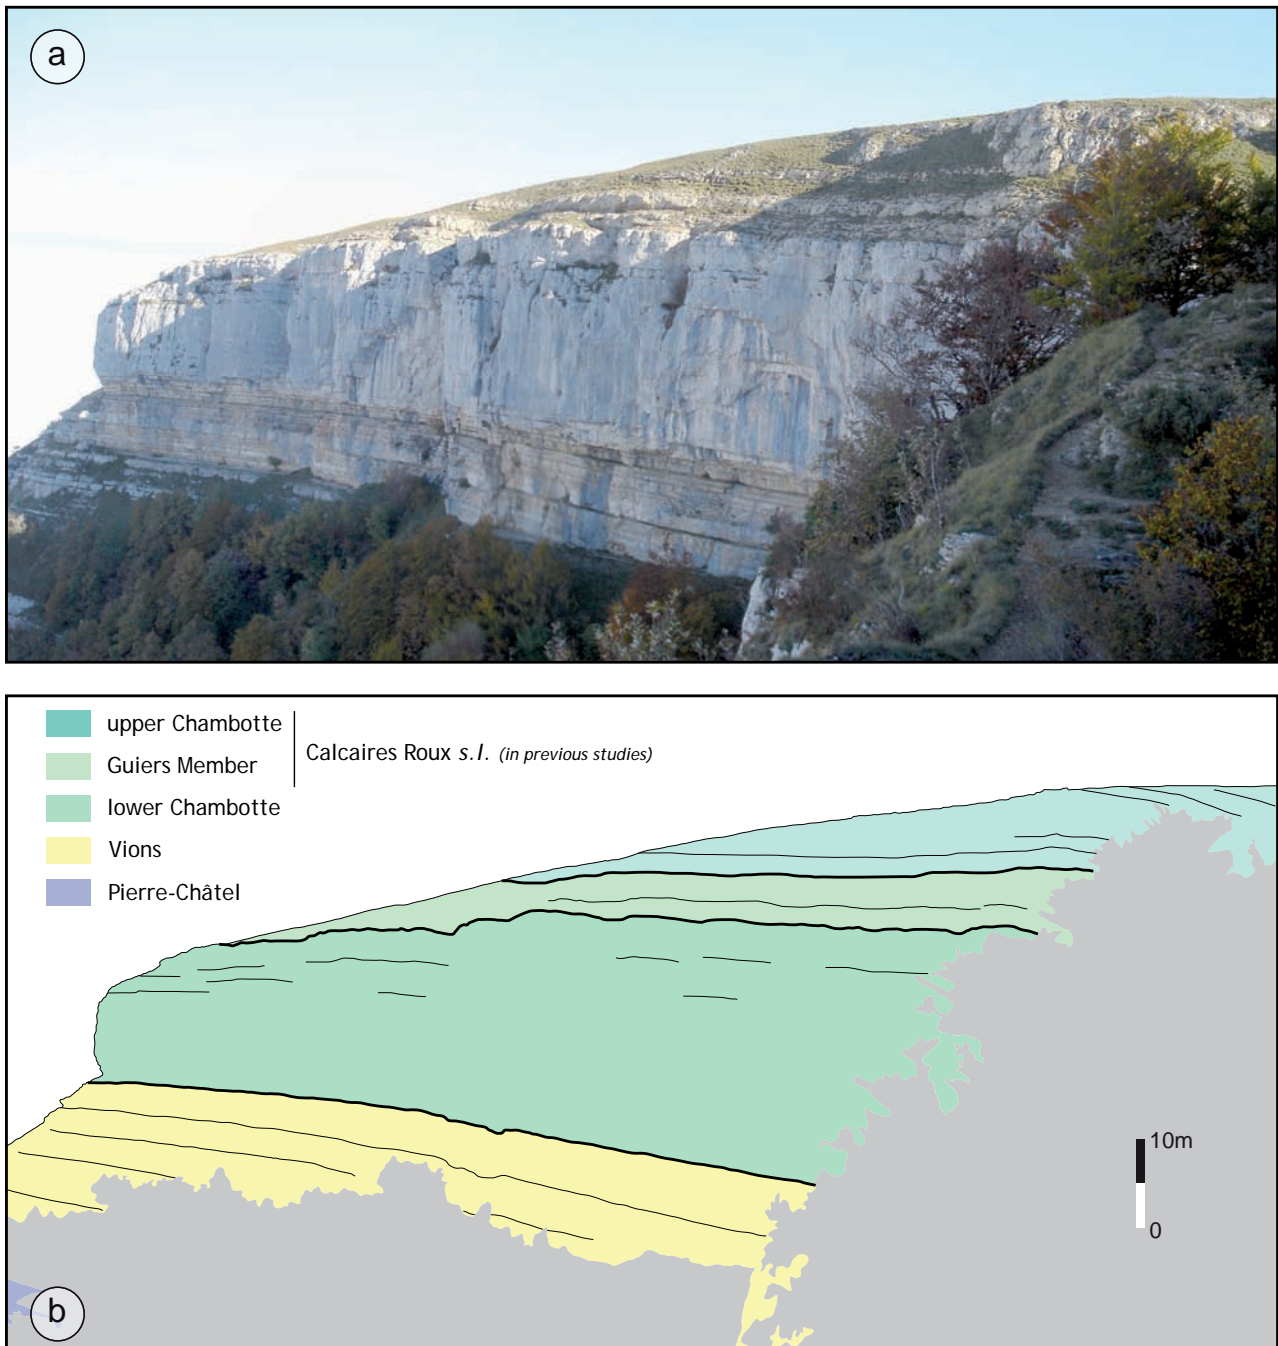 a
upper Chambotte
Guiers Member
Calcaires Roux s.l. (in previous studies)
lower Chambotte
Vions
Pierre-Châtel
10m
0
b